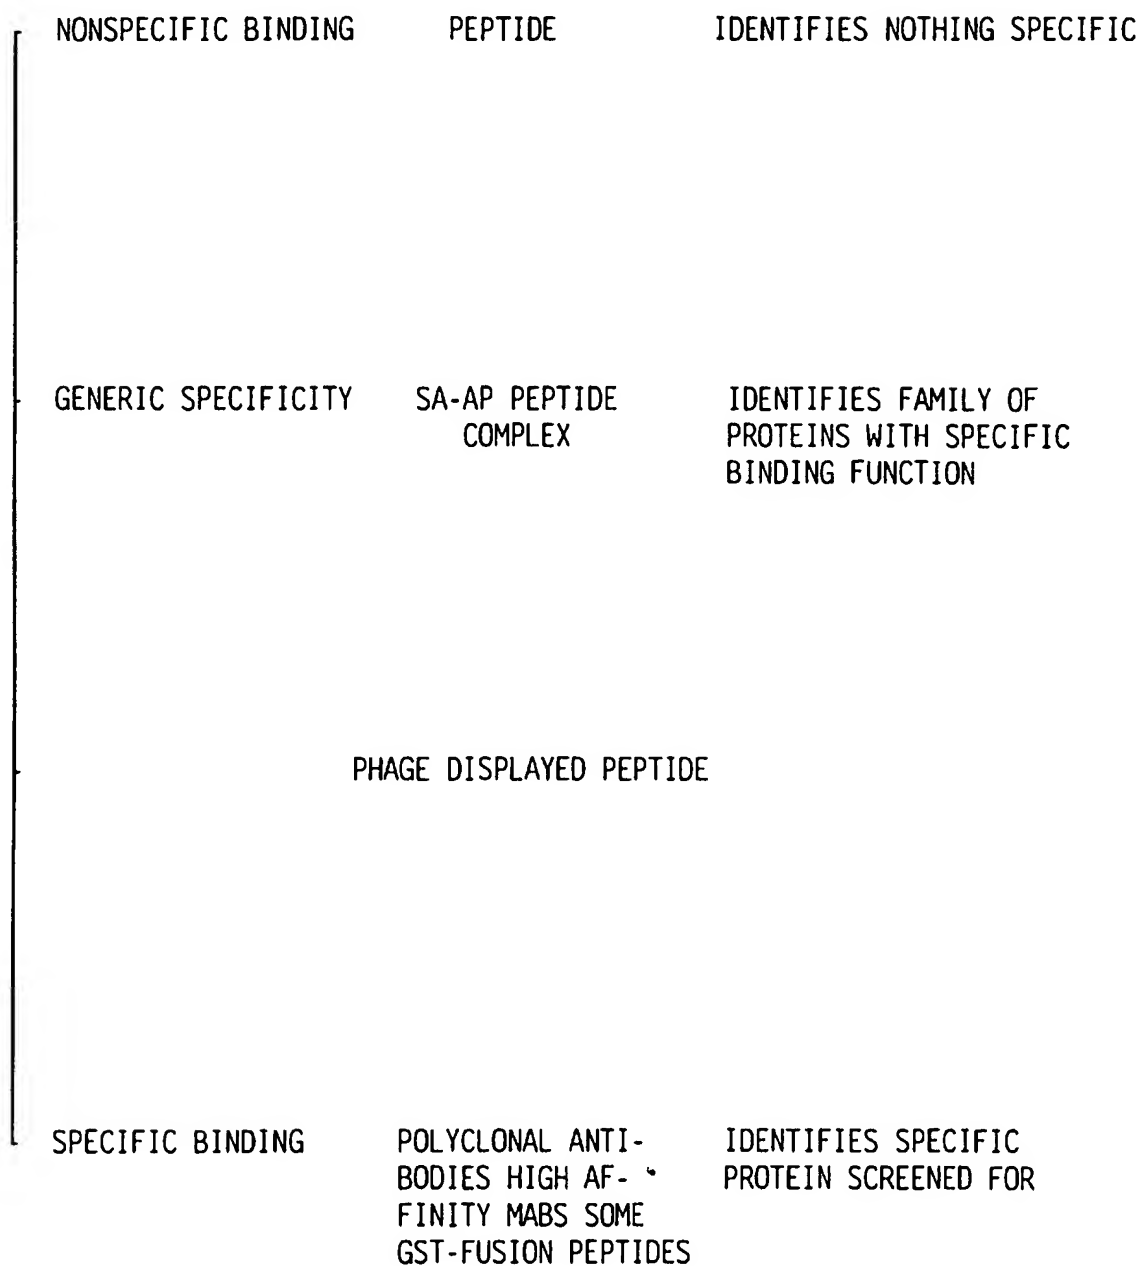 NONSPECIFIC BINDING PEPTIDE IDENTIFIES NOTHING SPECIFIC
GENERIC SPECIFICITY SA-AP PEPTIDE IDENTIFIES FAMILY OF
COMPLEX PROTEINS WITH SPECIFIC
BINDING FUNCTION
PHAGE DISPLAYED PEPTIDE
SPECIFIC BINDING POLYCLONAL ANTI- IDENTIFIES SPECIFIC
BODIES HIGH AF- PROTEIN SCREENED FOR
FINITY MABS SOME
GST-FUSION PEPTIDES